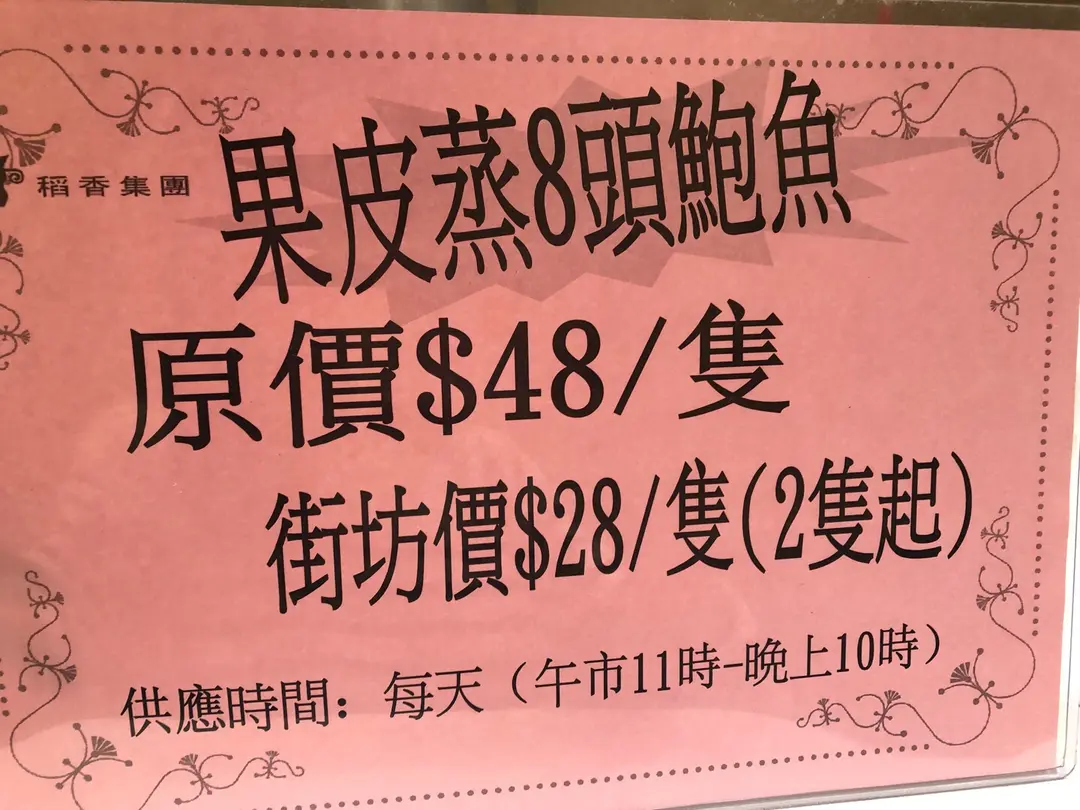 稻香集團
果皮蒸8頭鮑魚
原價$48/隻
街坊價$28/隻(2隻起)
供應時間：每天（午市11時-晚上10時）